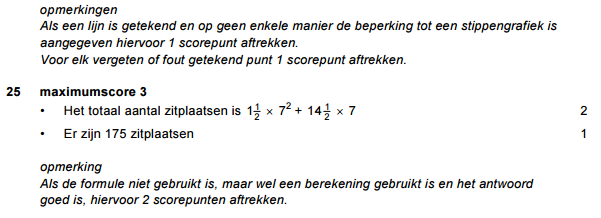 opmerkingen
Als een lijn is getekend en op geen enkele manier de beperking tot een stippengrafiek is
aangegeven hiervoor 1 scorepunt aftrekken.
Voor elk vergeten of fout getekend punt 1 scorepunt aftrekken.
25 maximumscore 3
• Het totaal aantal zitplaatsen is 1½ × 7² + 14½ × 7 2
• Er zijn 175 zitplaatsen 1
opmerking
Als de formule niet gebruikt is, maar wel een berekening gebruikt is en het antwoord
goed is, hiervoor 2 scorepunten aftrekken.